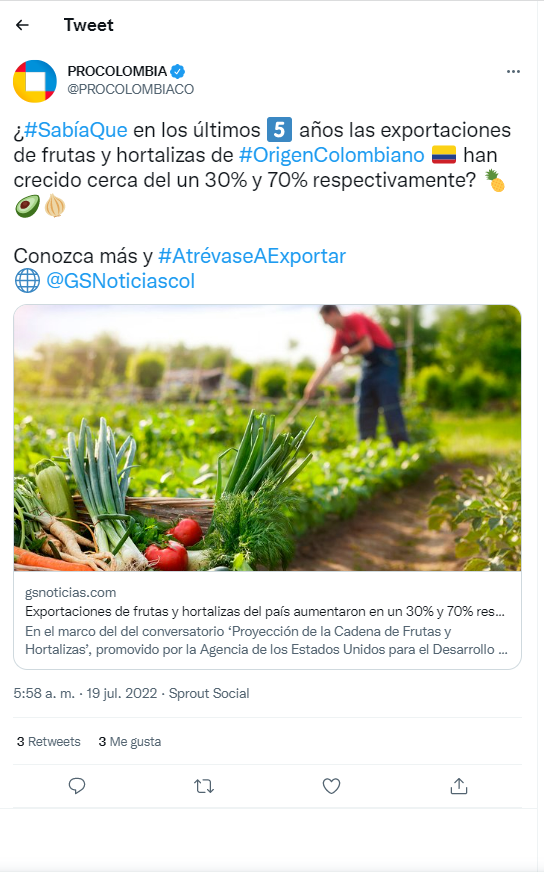 Tweet
PROCOLOMBIA
@PROCOLOMBIACO
¿#SabíaQue en los últimos 5️⃣ años las exportaciones
de frutas y hortalizas de #OrigenColombiano 🇨🇴 han
crecido cerca del un 30% y 70% respectivamente? 🍍
🥑🧄
Conozca más y #AtrévaseAExportar
🌐 @GSNoticiascol
gsnoticias.com
Exportaciones de frutas y hortalizas del país aumentaron en un 30% y 70% res...
En el marco del del conversatorio ‘Proyección de la Cadena de Frutas y
Hortalizas’, promovido por la Agencia de los Estados Unidos para el Desarrollo ...
5:58 a. m. · 19 jul. 2022 · Sprout Social
3 Retweets 3 Me gusta